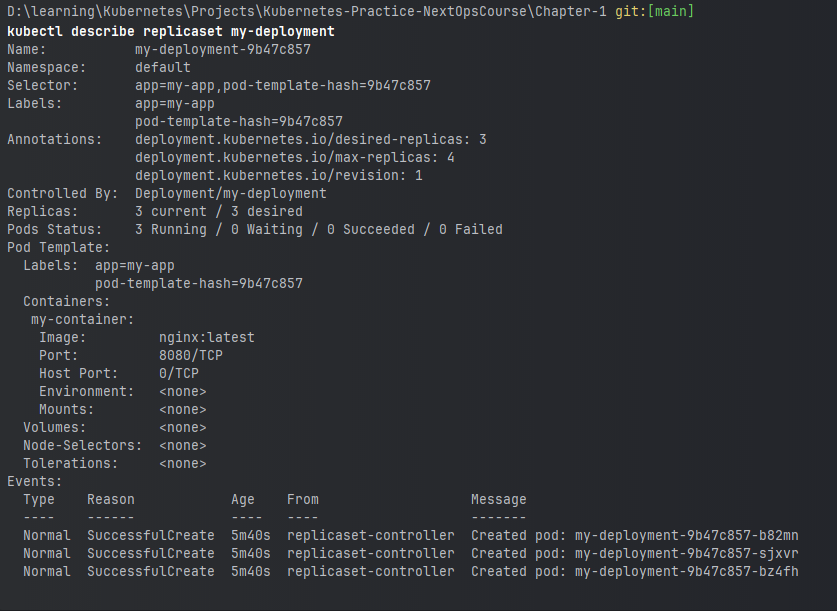 D:\learning\Kubernetes\Projects\Kubernetes-Practice-NextOpsCourse\Chapter-1 git:[main]
kubectl describe replicaset my-deployment
Name:           my-deployment-9b47c857
Namespace:      default
Selector:       app=my-app,pod-template-hash=9b47c857
Labels:         app=my-app
                pod-template-hash=9b47c857
Annotations:    deployment.kubernetes.io/desired-replicas: 3
                deployment.kubernetes.io/max-replicas: 4
                deployment.kubernetes.io/revision: 1
Controlled By:  Deployment/my-deployment
Replicas:       3 current / 3 desired
Pods Status:    3 Running / 0 Waiting / 0 Succeeded / 0 Failed
Pod Template:
  Labels:  app=my-app
           pod-template-hash=9b47c857
  Containers:
   my-container:
    Image:         nginx:latest
    Port:          8080/TCP
    Host Port:     0/TCP
    Environment:   <none>
    Mounts:        <none>
  Volumes:         <none>
  Node-Selectors:  <none>
  Tolerations:     <none>
Events:
  Type    Reason            Age    From                   Message
  ----    ------            ----   ----                   -------
  Normal  SuccessfulCreate  5m40s  replicaset-controller  Created pod: my-deployment-9b47c857-b82mn
  Normal  SuccessfulCreate  5m40s  replicaset-controller  Created pod: my-deployment-9b47c857-sjxvr
  Normal  SuccessfulCreate  5m40s  replicaset-controller  Created pod: my-deployment-9b47c857-bz4fh